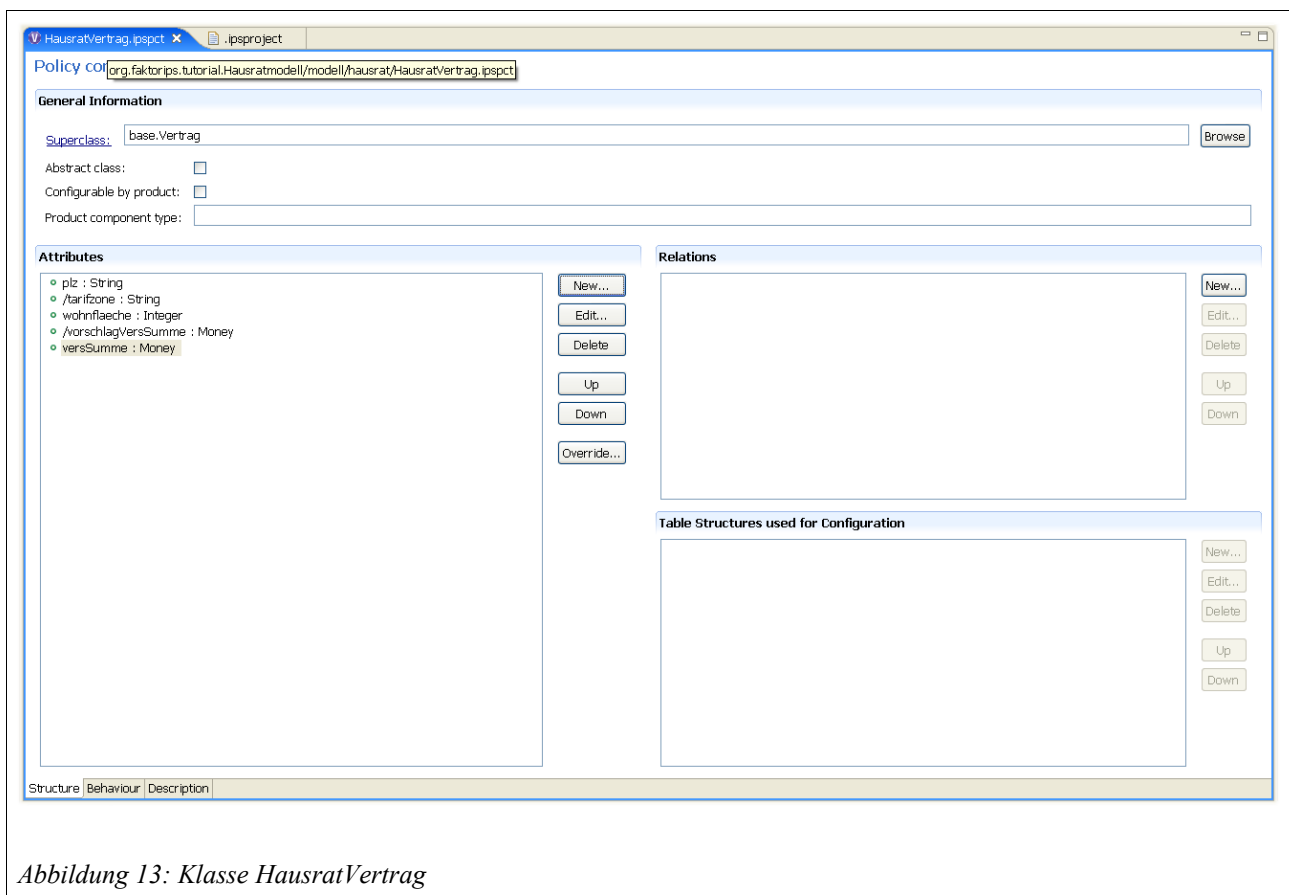 HausratVertrag.ipspct
.ipsproject
Policy cor
org.faktorips.tutorial.Hausratmodell/modell/hausrat/HausratVertrag.ipspct
General Information
Superclass: base.Vertrag Browse
Abstract class:
Configurable by product:
Product component type:
Attributes
plz : String
/tarifzone : String
wohnflaeche : Integer
/vorschlagVersSumme : Money
versSumme : Money
New...
Edit...
Delete
Up
Down
Override...
Relations
New...
Edit...
Delete
Up
Down
Table Structures used for Configuration
New...
Edit...
Delete
Up
Down
Structure Behaviour Description
Abbildung 13: Klasse HausratVertrag